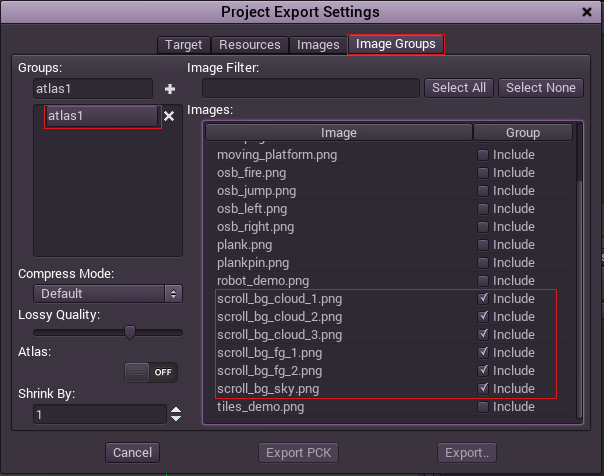 Project Export Settings
Target Resources Images Image Groups
Groups:
atlas1
atlas1
Compress Mode:
Default
Lossy Quality:
Atlas:
OFF
Shrink By:
1
Image Filter:
Select All Select None
Images:
Image Group
moving_platform.png Include
osb_fire.png Include
osb_jump.png Include
osb_left.png Include
osb_right.png Include
plank.png Include
plankpin.png Include
robot_demo.png Include
scroll_bg_cloud_1.png Include
scroll_bg_cloud_2.png Include
scroll_bg_cloud_3.png Include
scroll_bg_fg_1.png Include
scroll_bg_fg_2.png Include
scroll_bg_sky.png Include
tiles_demo.png Include
Cancel Export PCK Export..